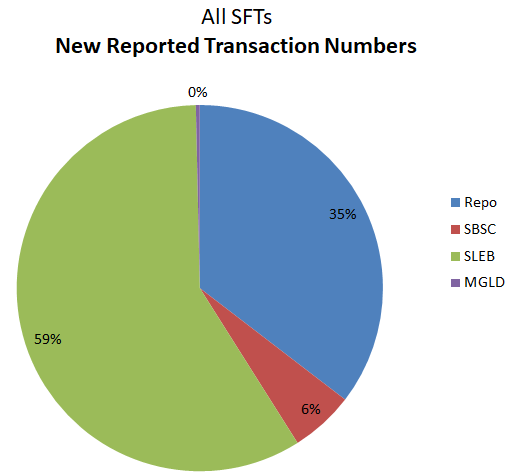 All SFTs
New Reported Transaction Numbers
0%
35%
Repo
SBSC
SLEB
MGLD
59%
6%